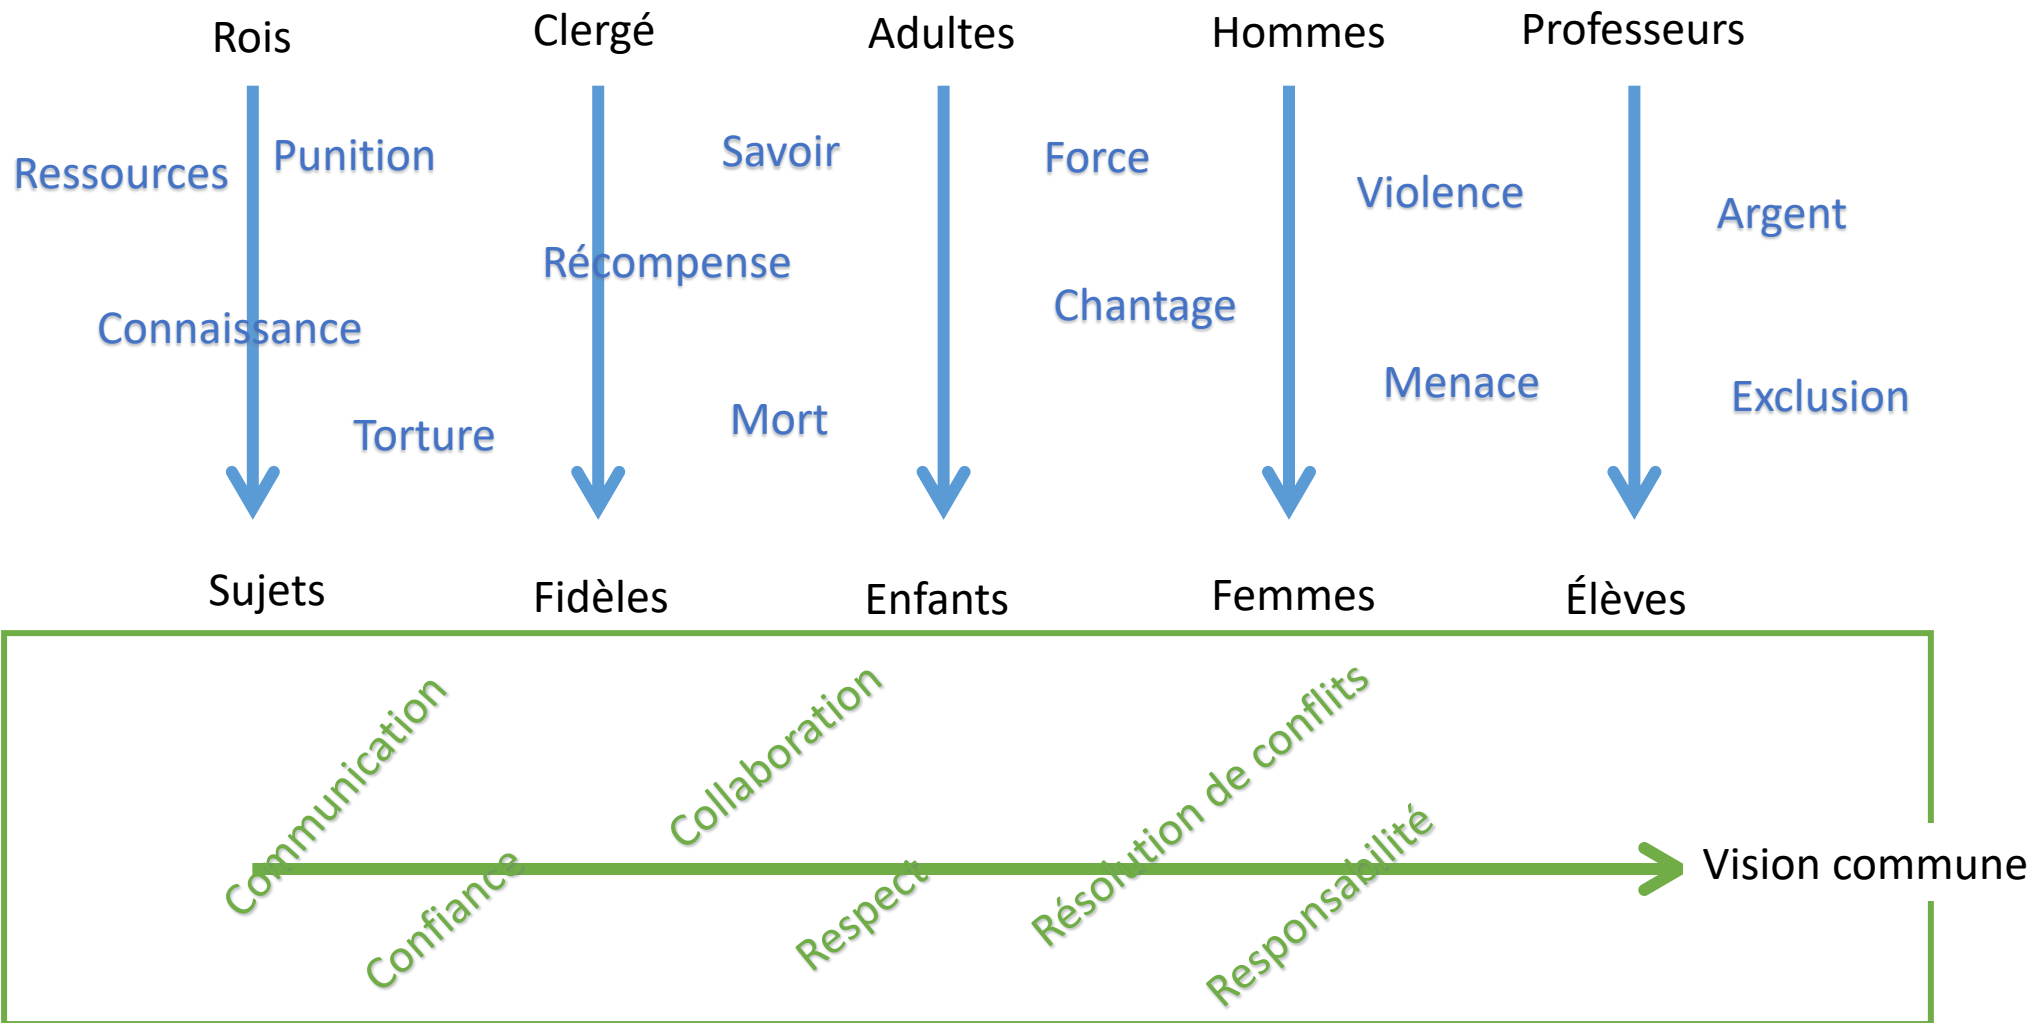 Rois
Clergé
Adultes
Hommes
Professeurs
Ressources
Punition
Savoir
Force
Violence
Argent
Récompense
Connaissance
Chantage
Menace
Exclusion
Torture
Mort
Sujets
Fidèles
Enfants
Femmes
Élèves
Communication
Collaboration
Résolution de conflits
Confiance
Respect
Responsabilité
Vision commune